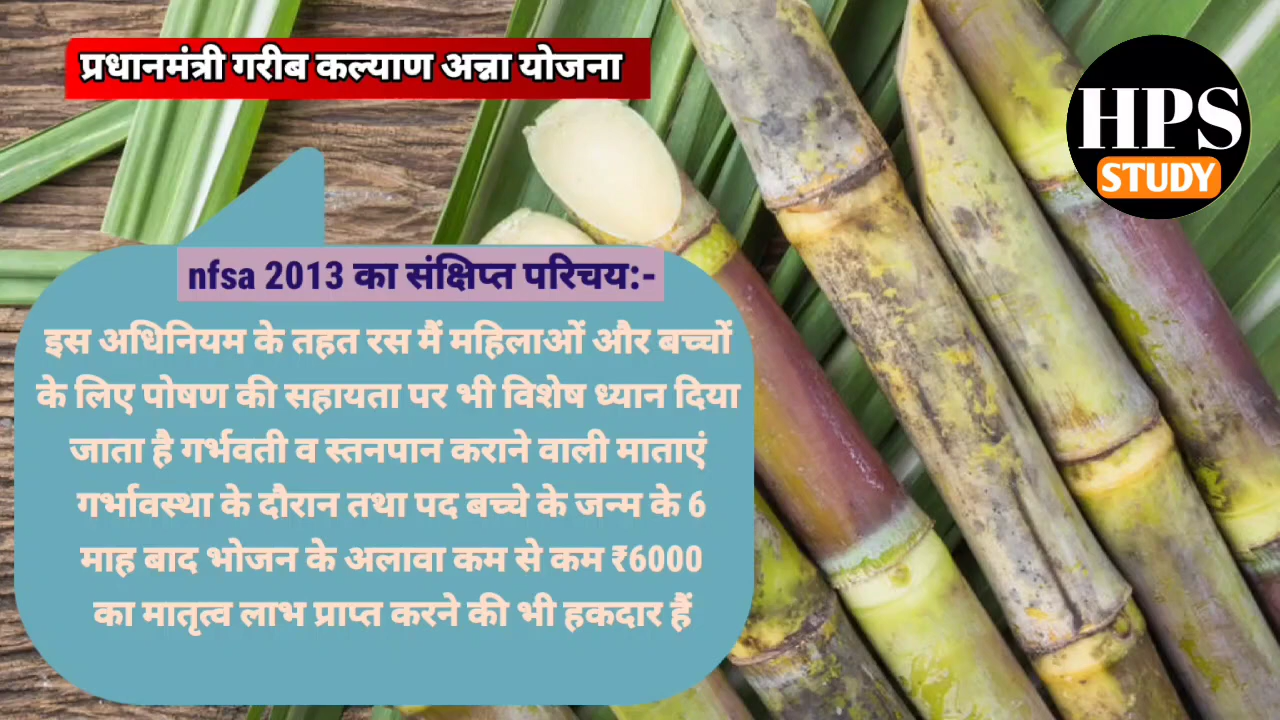 प्रधानमंत्री गरीब कल्याण अन्ना योजना
HPS
STUDY
nfsa 2013 का संक्षिप्त परिचय:-
इस अधिनियम के तहत रस मैं महिलाओं और बच्चों
के लिए पोषण की सहायता पर भी विशेष ध्यान दिया
जाता है गर्भवती व स्तनपान कराने वाली माताएं
गर्भावस्था के दौरान तथा पद बच्चे के जन्म के 6
माह बाद भोजन के अलावा कम से कम ₹6000
का मातृत्व लाभ प्राप्त करने की भी हकदार हैं